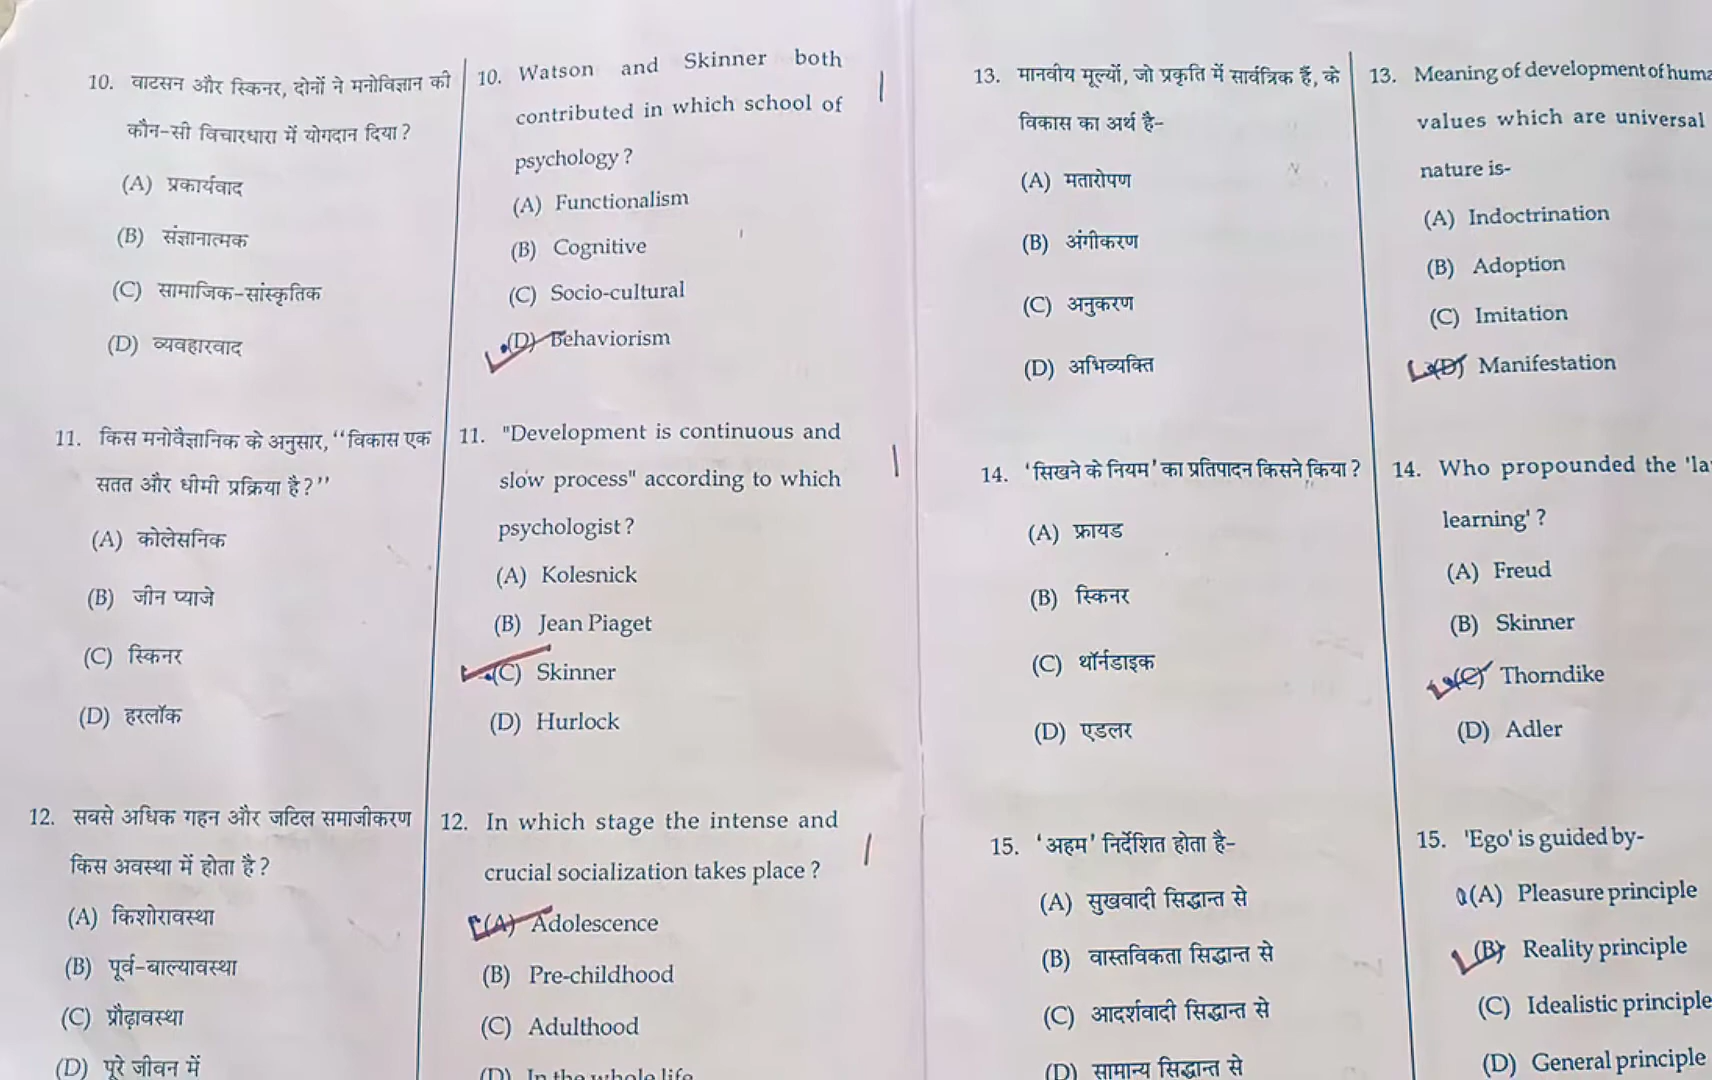 10. वाटसन और स्किनर, दोनों ने मनोविज्ञान की
कौन-सी विचारधारा में योगदान दिया?
(A) प्रकार्यवाद
(B) संज्ञानात्मक
(C) सामाजिक-सांस्कृतिक
(D) व्यवहारवाद
11. किस मनोवैज्ञानिक के अनुसार, ‘‘विकास एक
सतत और धीमी प्रक्रिया है?’’
(A) कोलेसनिक
(B) जीन प्याजे
(C) स्किनर
(D) हरलॉक
12. सबसे अधिक गहन और जटिल समाजीकरण
किस अवस्था में होता है?
(A) किशोरावस्था
(B) पूर्व-बाल्यावस्था
(C) प्रौढ़ावस्था
(D) पूरे जीवन में
10. Watson and Skinner both
contributed in which school of
psychology?
(A) Functionalism
(B) Cognitive
(C) Socio-cultural
(D) Behaviorism
11. "Development is continuous and
slow process" according to which
psychologist?
(A) Kolesnick
(B) Jean Piaget
(C) Skinner
(D) Hurlock
12. In which stage the intense and
crucial socialization takes place?
(A) Adolescence
(B) Pre-childhood
(C) Adulthood
(D) In the whole life
13. मानवीय मूल्यों, जो प्रकृति में सार्वत्रिक हैं, के
विकास का अर्थ है-
(A) मतारोपण
(B) अंगीकरण
(C) अनुकरण
(D) अभिव्यक्ति
14. ‘सिखने के नियम’ का प्रतिपादन किसने किया?
(A) फ्रायड
(B) स्किनर
(C) थॉर्नडाइक
(D) एडलर
15. ‘अहम’ निर्देशित होता है-
(A) सुखवादी सिद्धान्त से
(B) वास्तविकता सिद्धान्त से
(C) आदर्शवादी सिद्धान्त से
(D) सामान्य सिद्धान्त से
13. Meaning of development of
values which are universal
nature is-
(A) Indoctrination
(B) Adoption
(C) Imitation
(D) Manifestation
14. Who propounded the
learning'?
(A) Freud
(B) Skinner
(C) Thorndike
(D) Adler
15. 'Ego' is guided by-
(A) Pleasure principle
(B) Reality principle
(C) Idealistic principle
(D) General principle